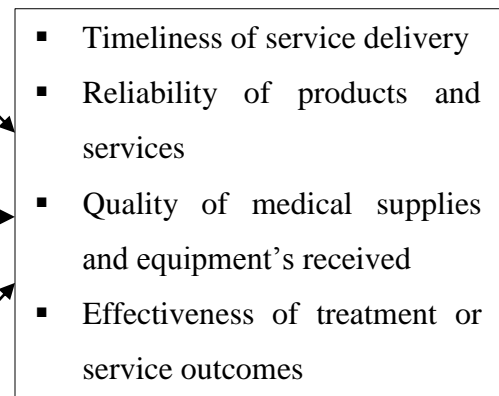 ▪ Timeliness of service delivery
▪ Reliability of products and
services
▪ Quality of medical supplies
and equipment’s received
▪ Effectiveness of treatment or
service outcomes